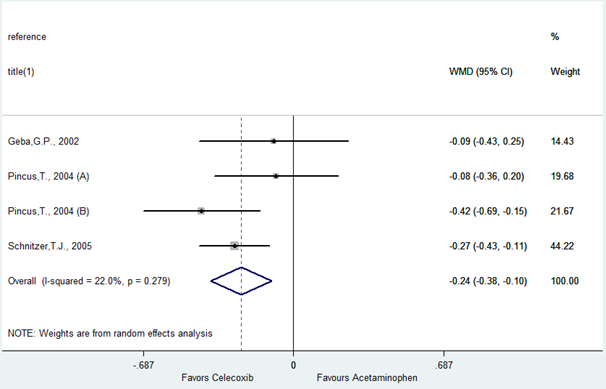 reference %
title(1) WMD (95% CI) Weight
Geba,G.P., 2002 -0.09 (-0.43, 0.25) 14.43
Pincus,T., 2004 (A) -0.08 (-0.36, 0.20) 19.68
Pincus,T., 2004 (B) -0.42 (-0.69, -0.15) 21.67
Schnitzer,T.J., 2005 -0.27 (-0.43, -0.11) 44.22
Overall (I-squared = 22.0%, p = 0.279) -0.24 (-0.38, -0.10) 100.00
NOTE: Weights are from random effects analysis
-.687 0 .687
Favors Celecoxib Favours Acetaminophen